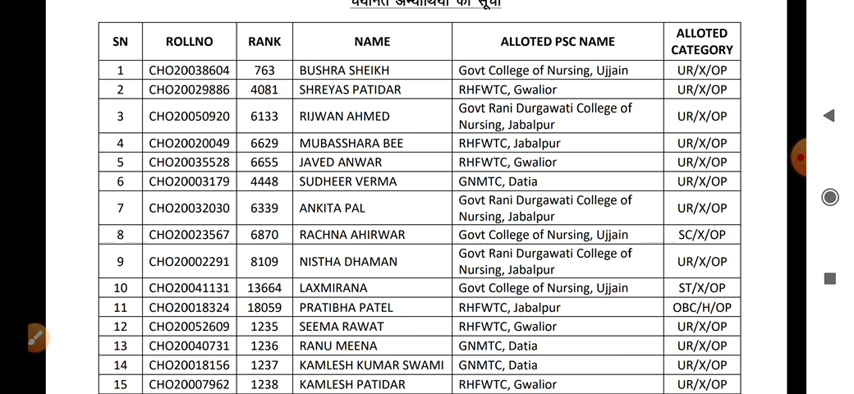 चयनित अभ्यर्थियों की सूची
SN ROLLNO RANK NAME ALLOTED PSC NAME ALLOTED CATEGORY
1 CHO20038604 763 BUSHRA SHEIKH Govt College of Nursing, Ujjain UR/X/OP
2 CHO20029886 4081 SHREYAS PATIDAR RHFWTC, Gwalior UR/X/OP
3 CHO20050920 6133 RIJWAN AHMED Govt Rani Durgawati College of Nursing, Jabalpur UR/X/OP
4 CHO20020049 6629 MUBASSHARA BEE RHFWTC, Jabalpur UR/X/OP
5 CHO20035528 6655 JAVED ANWAR RHFWTC, Gwalior UR/X/OP
6 CHO20003179 4448 SUDHEER VERMA GNMTC, Datia UR/X/OP
7 CHO20032030 6339 ANKITA PAL Govt Rani Durgawati College of Nursing, Jabalpur UR/X/OP
8 CHO20023567 6870 RACHNA AHIRWAR Govt College of Nursing, Ujjain SC/X/OP
9 CHO20002291 8109 NISTHA DHAMAN Govt Rani Durgawati College of Nursing, Jabalpur UR/X/OP
10 CHO20041131 13664 LAXMIRANA Govt College of Nursing, Ujjain ST/X/OP
11 CHO20018324 18059 PRATIBHA PATEL RHFWTC, Jabalpur OBC/H/OP
12 CHO20052609 1235 SEEMA RAWAT RHFWTC, Gwalior UR/X/OP
13 CHO20040731 1236 RANU MEENA GNMTC, Datia UR/X/OP
14 CHO20018156 1237 KAMLESH KUMAR SWAMI GNMTC, Datia UR/X/OP
15 CHO20007962 1238 KAMLESH PATIDAR RHFWTC, Gwalior UR/X/OP